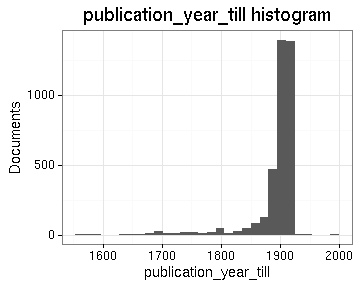 publication_year_till histogram
Documents
1000
500
0
1600 1700 1800 1900 2000
publication_year_till